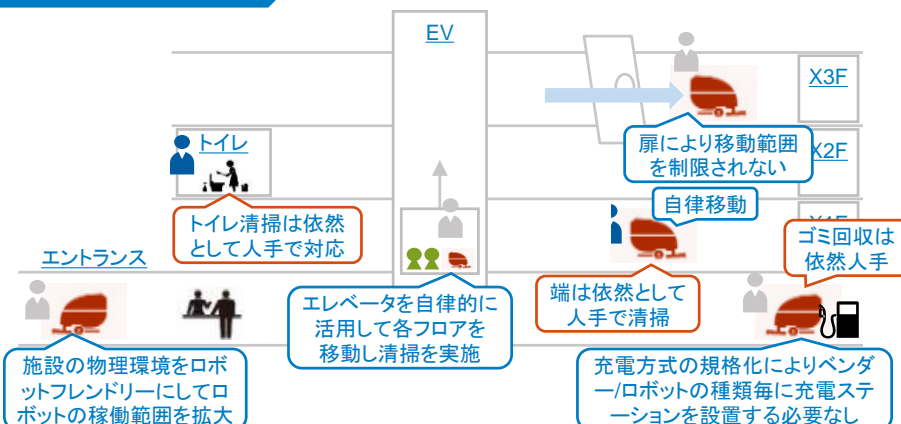 EV
X3F
扉により移動範囲
を制限されない
X2F
トイレ
自律移動
トイレ清掃は依然
として人手で対応
ゴミ回収は
依然人手
エントランス
端は依然として
人手で清掃
エレベータを自律的に
活用して各フロアを
移動し清掃を実施
施設の物理環境をロボ
ットフレンドリーにしてロ
ボットの稼働範囲を拡大
充電方式の規格化によりベンダ
ー/ロボットの種類毎に充電ステ
ーションを設置する必要なし